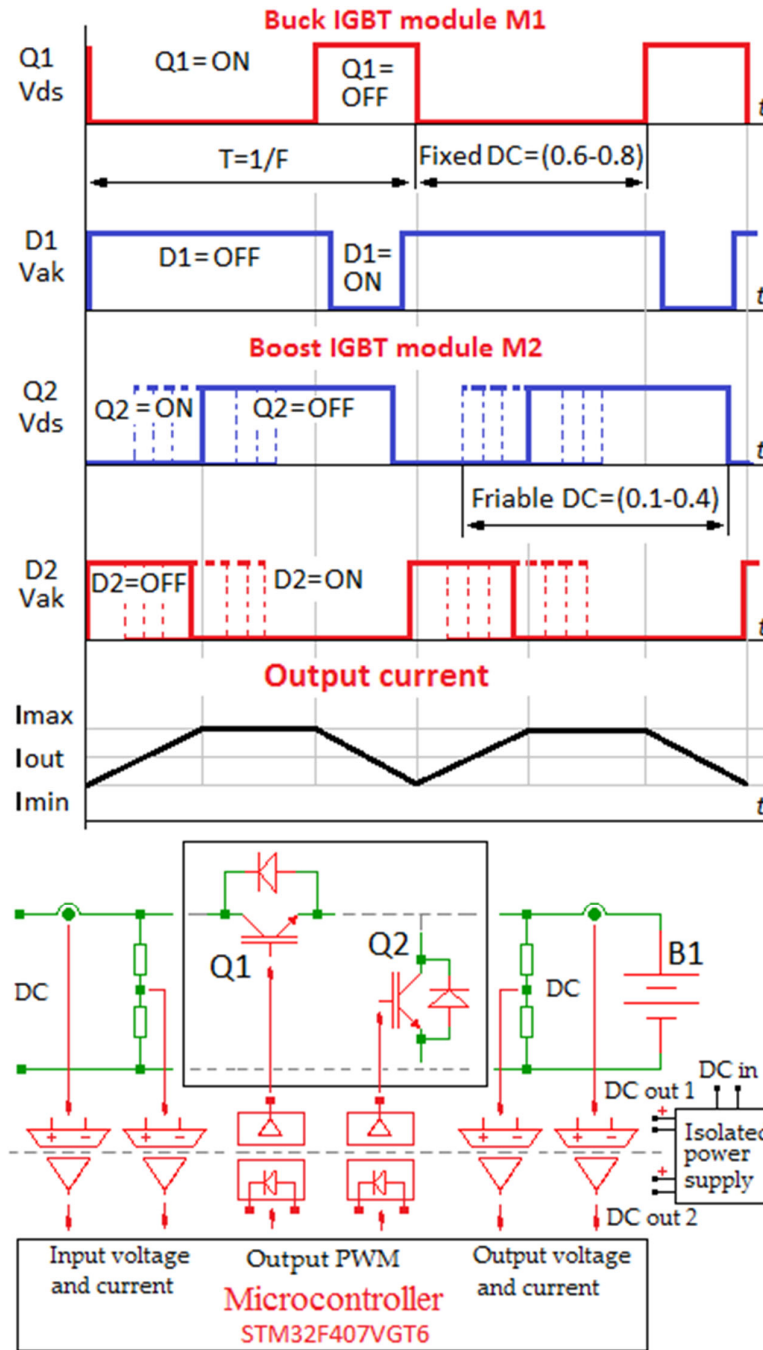 Buck IGBT module M1
Q1
Vds
Q1=ON
Q1=
OFF
t
T=1/F
Fixed DC=(0.6-0.8)
D1
Vak
D1=OFF
D1=
ON
t
Boost IGBT module M2
Q2
Vds
Q2=ON
Q2=OFF
t
Friable DC=(0.1-0.4)
D2
Vak
D2=OFF
D2=ON
t
Output current
Imax
Iout
Imin
t
Q1
Q2
B1
DC
DC
DC in
DC out 1
+ -
+ -
+ -
+ -
+
Isolated
power
supply
+
DC out 2
Input voltage
and current
Output PWM
Output voltage
and current
Microcontroller
STM32F407VGT6